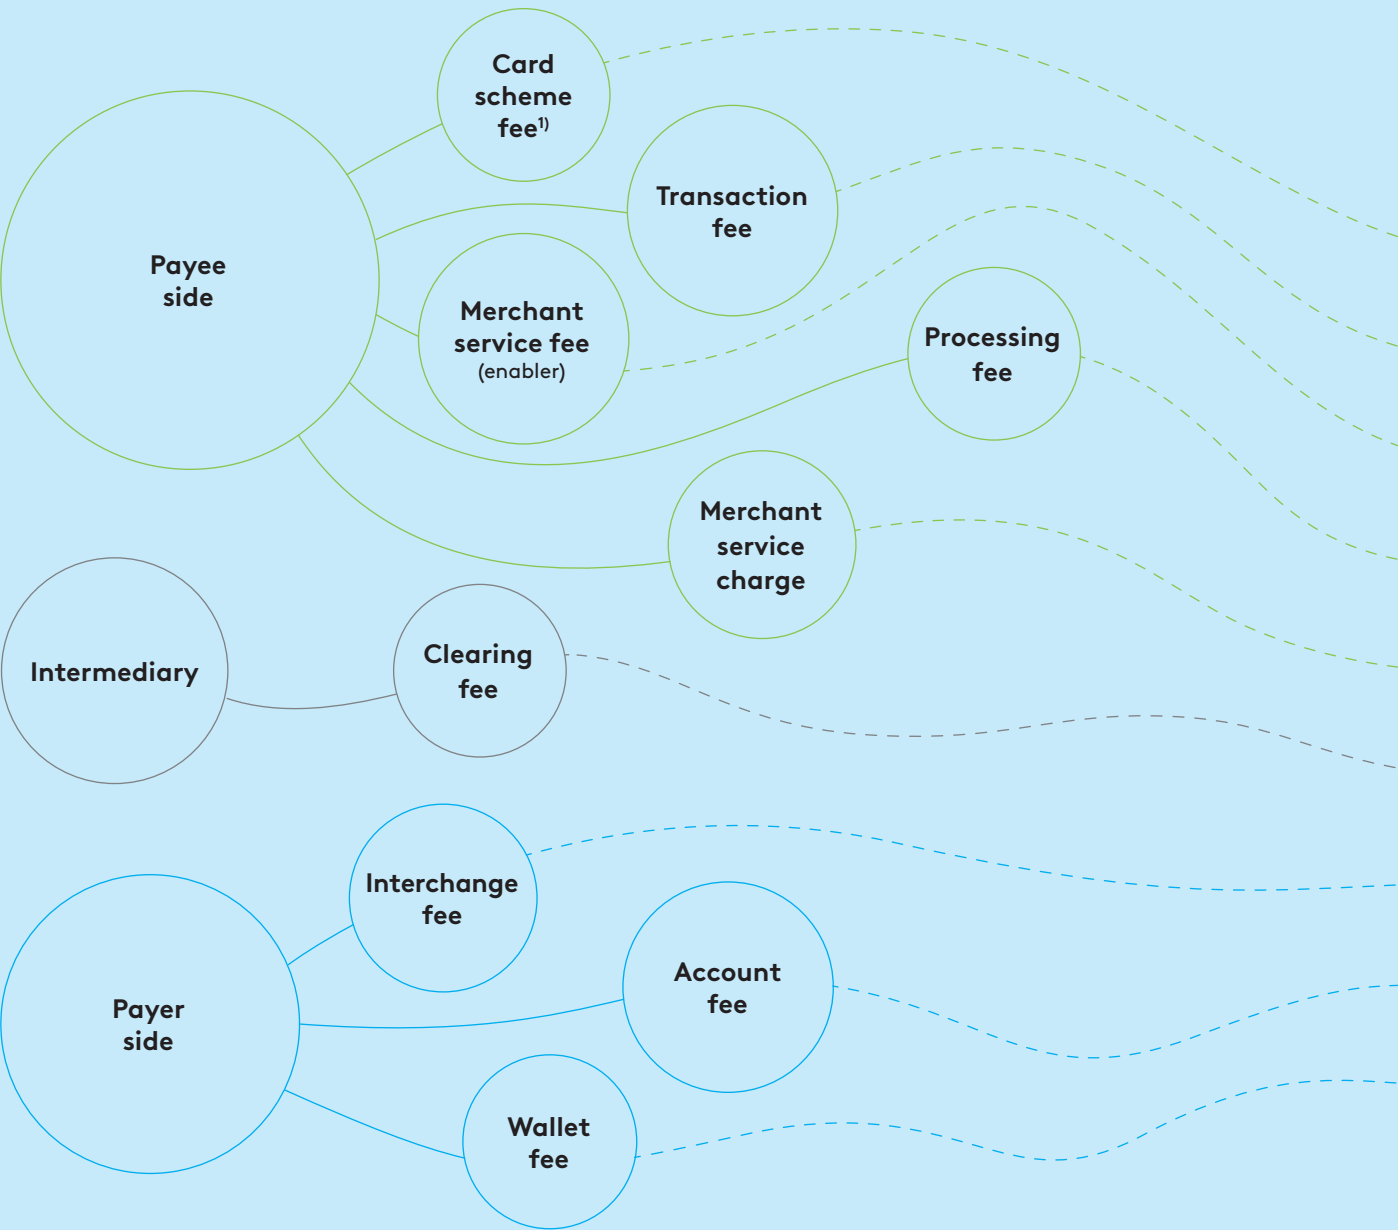 Card
scheme
fee¹⁾
Transaction
fee
Payee
side
Merchant
service fee
(enabler)
Processing
fee
Merchant
service
charge
Intermediary
Clearing
fee
Interchange
fee
Account
fee
Payer
side
Wallet
fee